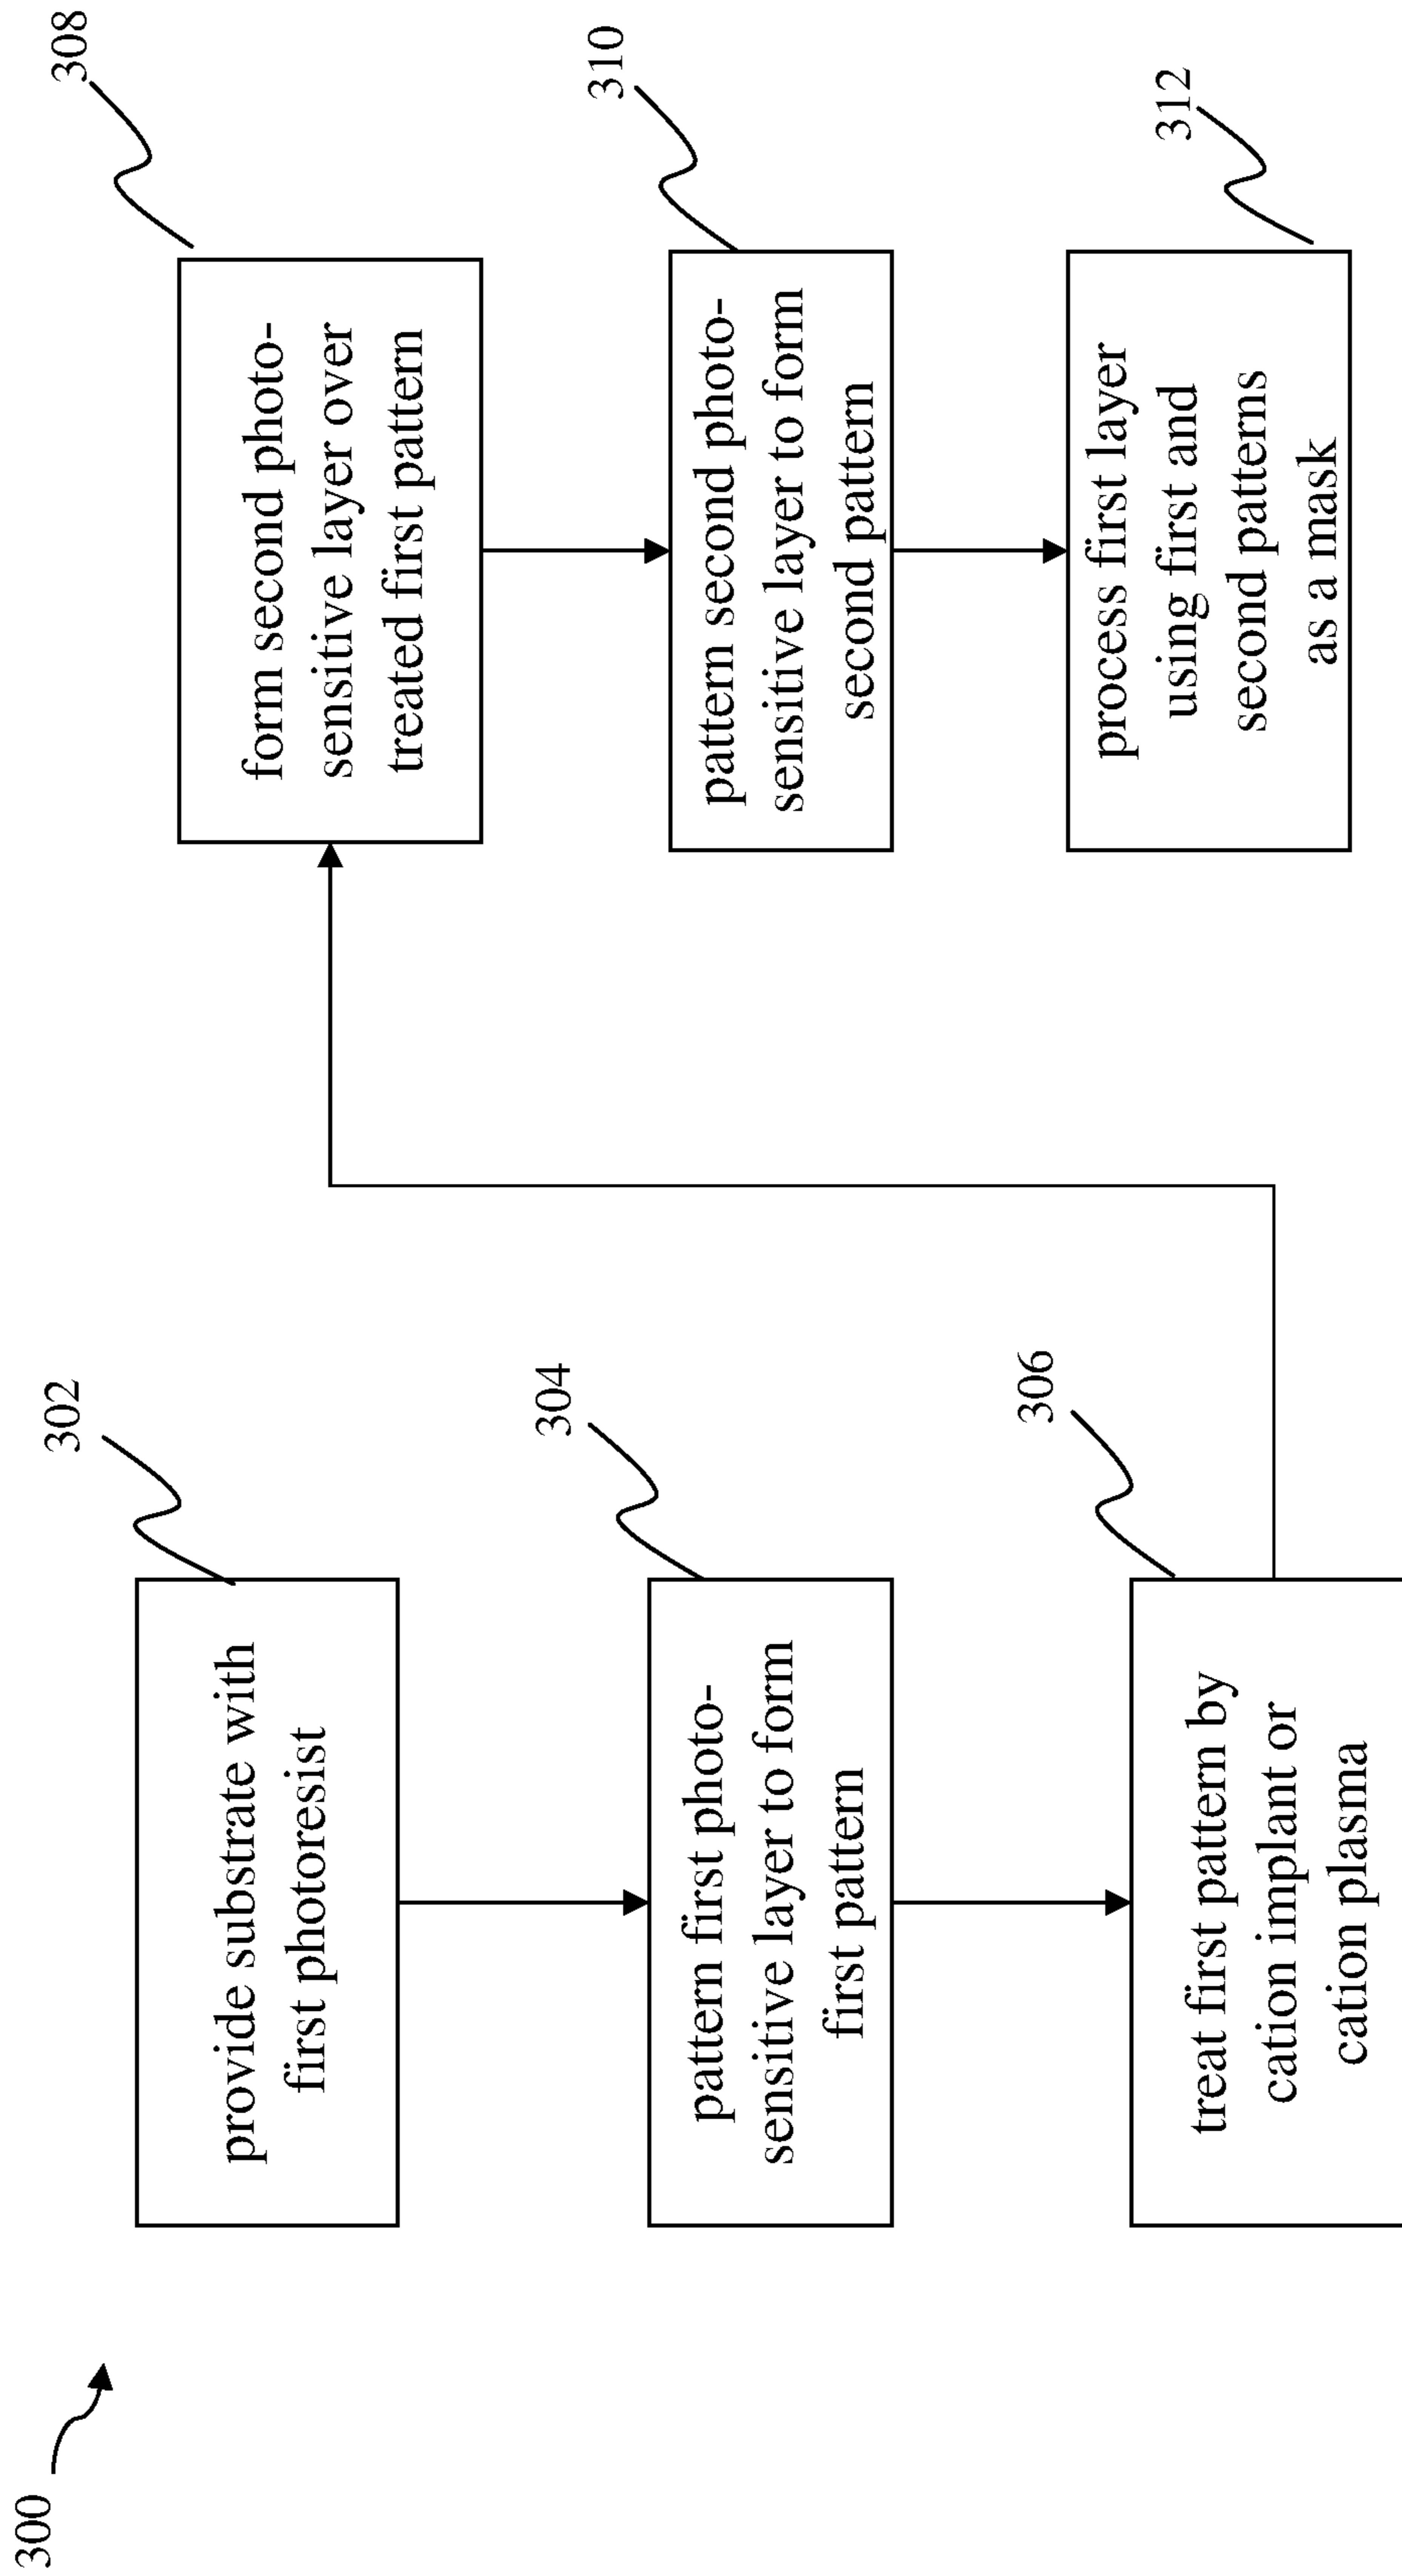 300
302
provide substrate with
first photoresist
304
pattern first photo-
sensitive layer to form
first pattern
306
treat first pattern by
cation implant or
cation plasma
308
form second photo-
sensitive layer over
treated first pattern
310
pattern second photo-
sensitive layer to form
second pattern
312
process first layer
using first and
second patterns
as a mask